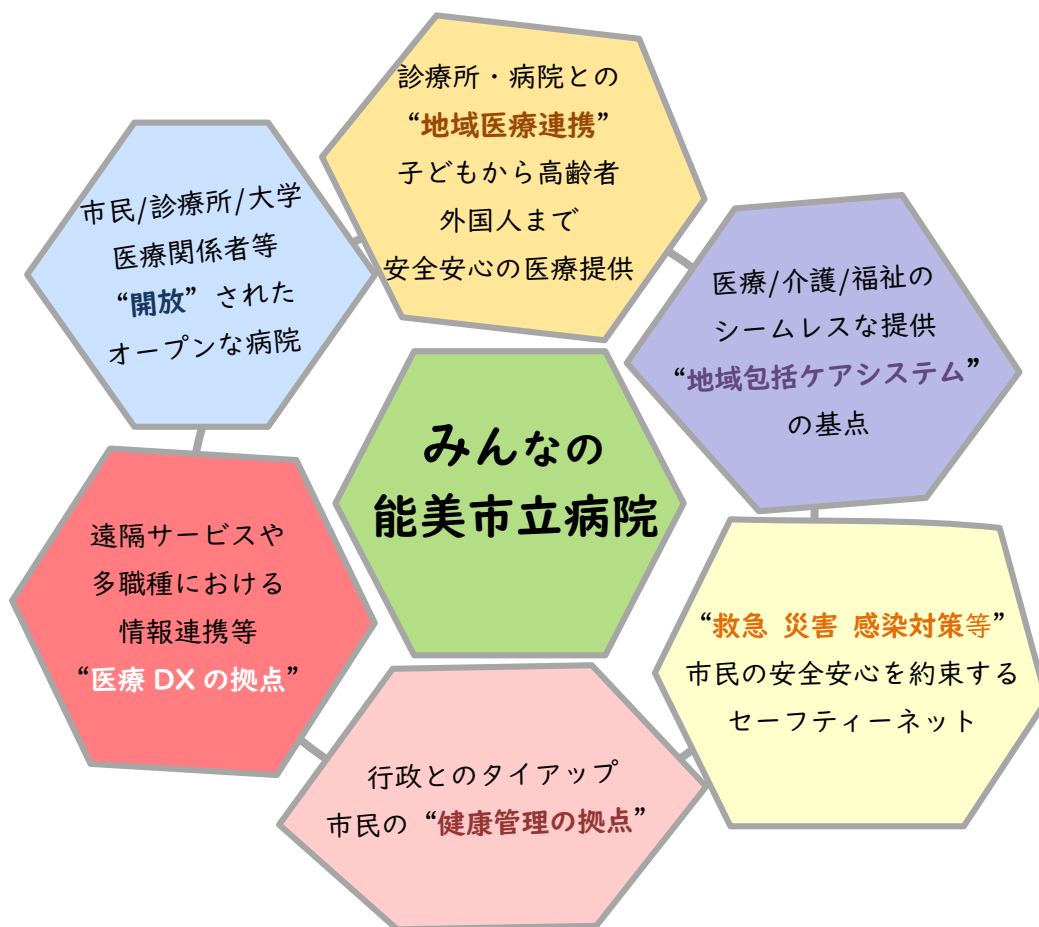 診療所・病院との
“地域医療連携”
子どもから高齢者
外国人まで
安全安心の医療提供
市民/診療所/大学
医療関係者等
“開放”された
オープンな病院
医療/介護/福祉の
シームレスな提供
“地域包括ケアシステム”
の基点
みんなの
能美市立病院
遠隔サービスや
多職種における
情報連携等
“医療 DX の拠点”
“救急 災害 感染対策等”
市民の安全安心を約束する
セーフティーネット
行政とのタイアップ
市民の“健康管理の拠点”